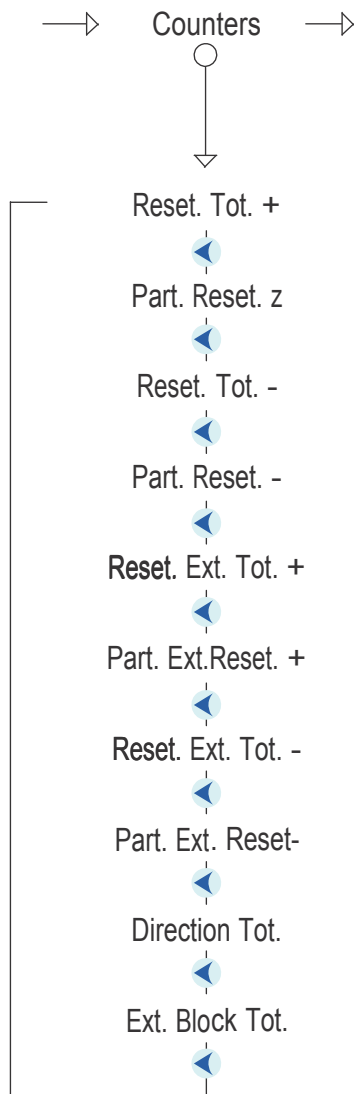 Counters
Reset. Tot. +
Part. Reset. z
Reset. Tot. -
Part. Reset. -
Reset. Ext. Tot. +
Part. Ext.Reset. +
Reset. Ext. Tot. -
Part. Ext. Reset-
Direction Tot.
Ext. Block Tot.